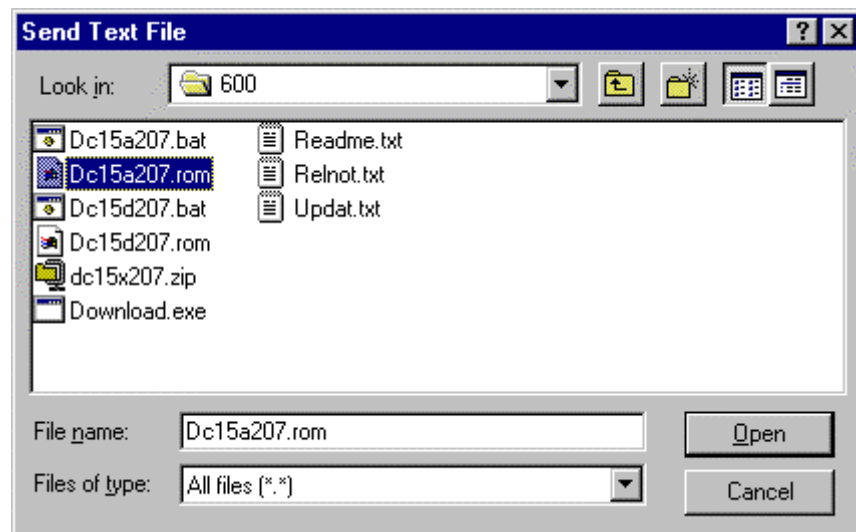 Send Text File
Look in: 600
Dc15a207.bat
Dc15a207.rom
Dc15d207.bat
Dc15d207.rom
dc15x207.zip
Download.exe
Readme.txt
Relnot.txt
Updat.txt
File name: Dc15a207.rom Open
Files of type: All files (*.*) Cancel